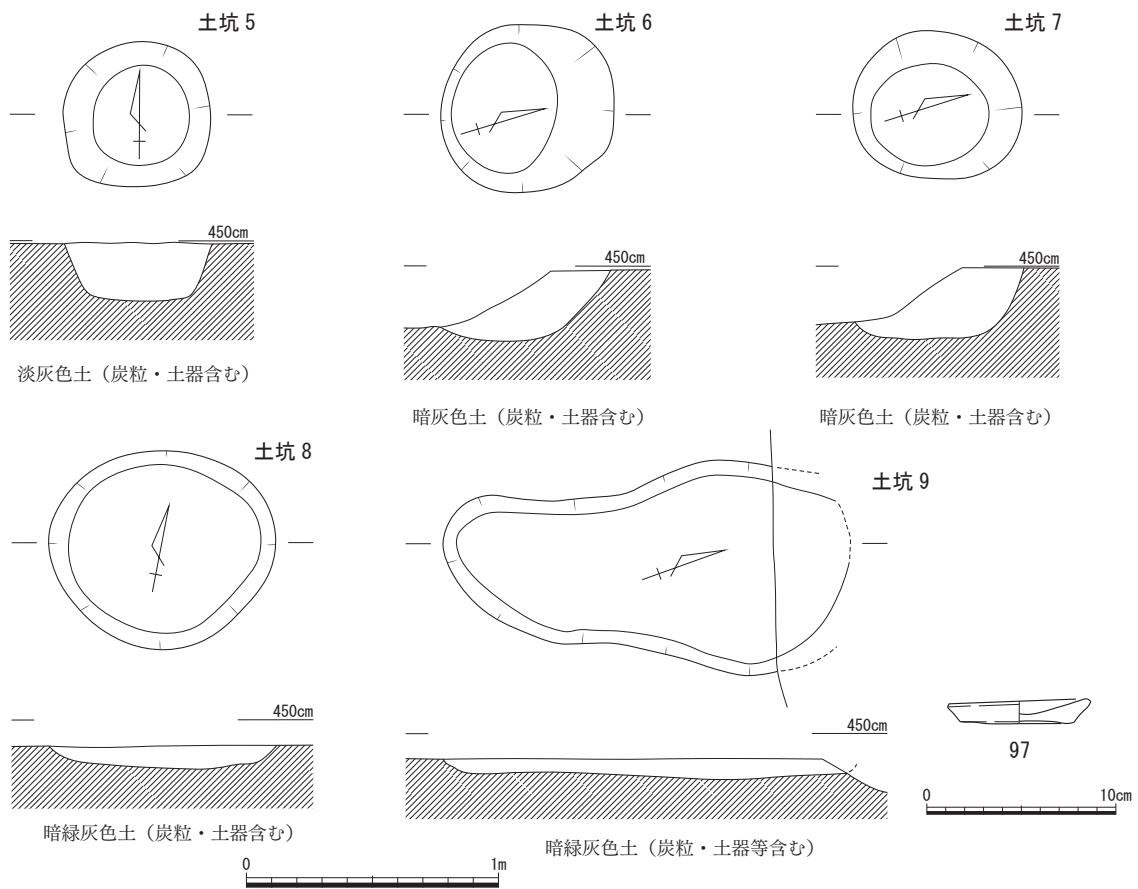 土坑 5
土坑 6
土坑 7
450cm
450cm
450cm
淡灰色土（炭粒・土器含む）
暗灰色土（炭粒・土器含む）
暗灰色土（炭粒・土器含む）
土坑 8
土坑 9
450cm
450cm
97
暗緑灰色土（炭粒・土器含む）
暗緑灰色土（炭粒・土器等含む）
0 10cm
0 1m